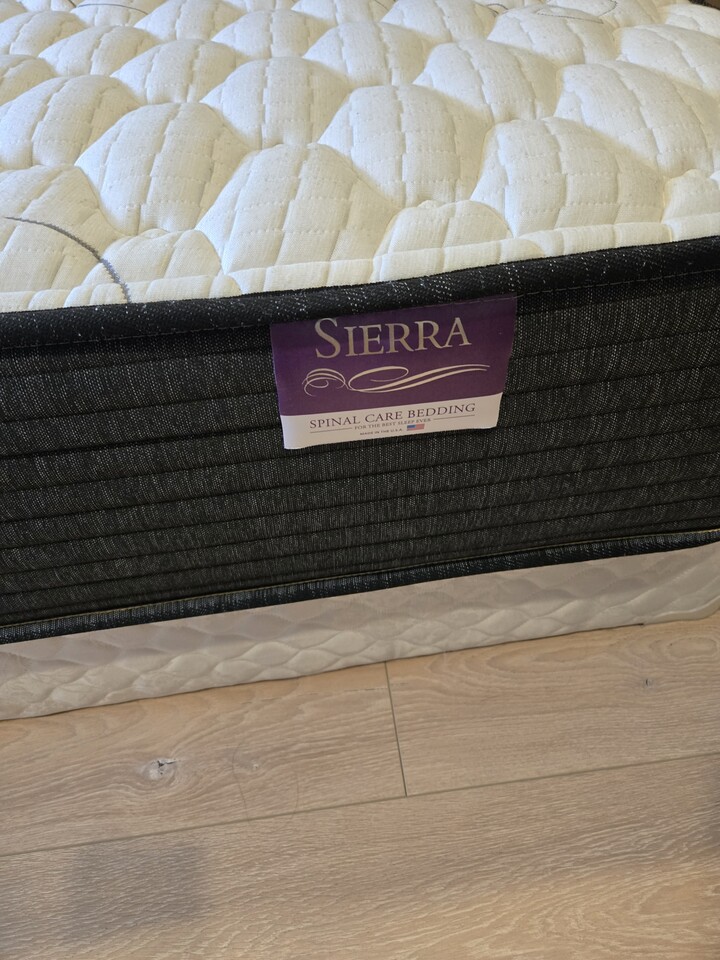 SIERRA
SPINAL CARE BEDDING
FOR THE BEST SLEEP EVER
MADE IN THE U.S.A.